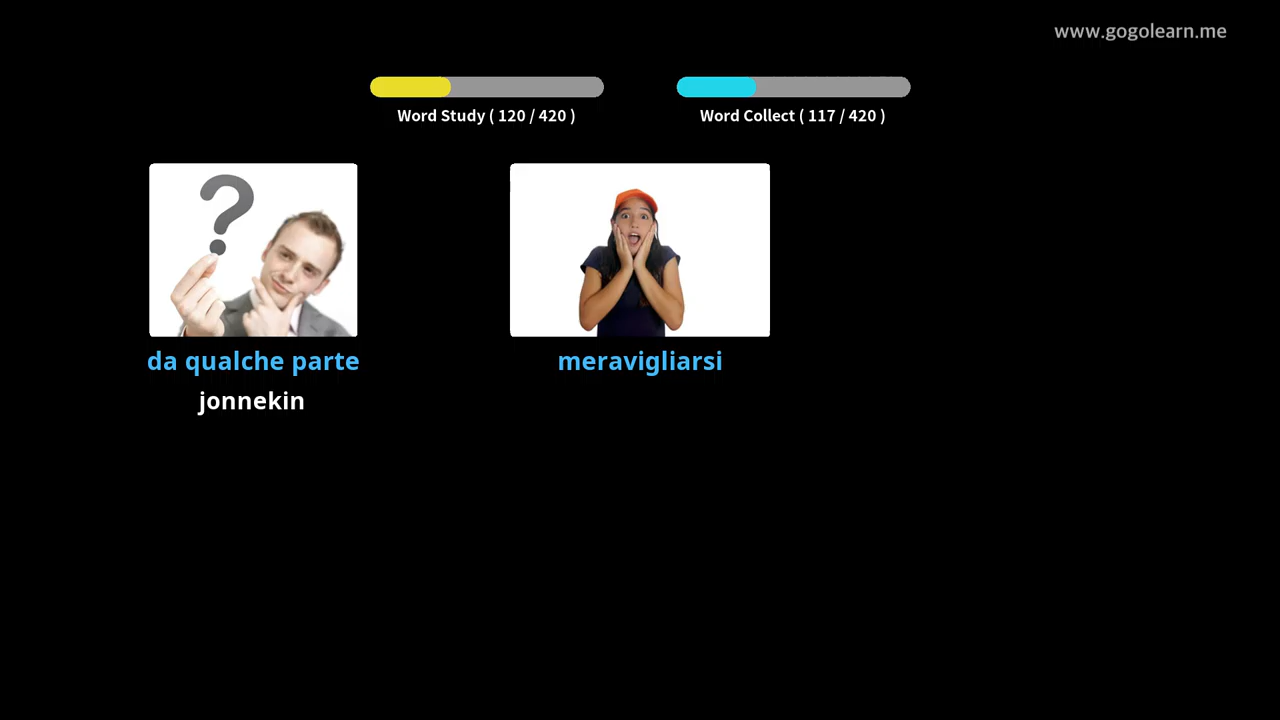 www.gogolearn.me
Word Study ( 120 / 420 )
Word Collect ( 117 / 420 )
?
da qualche parte
meravigliarsi
jonnekin